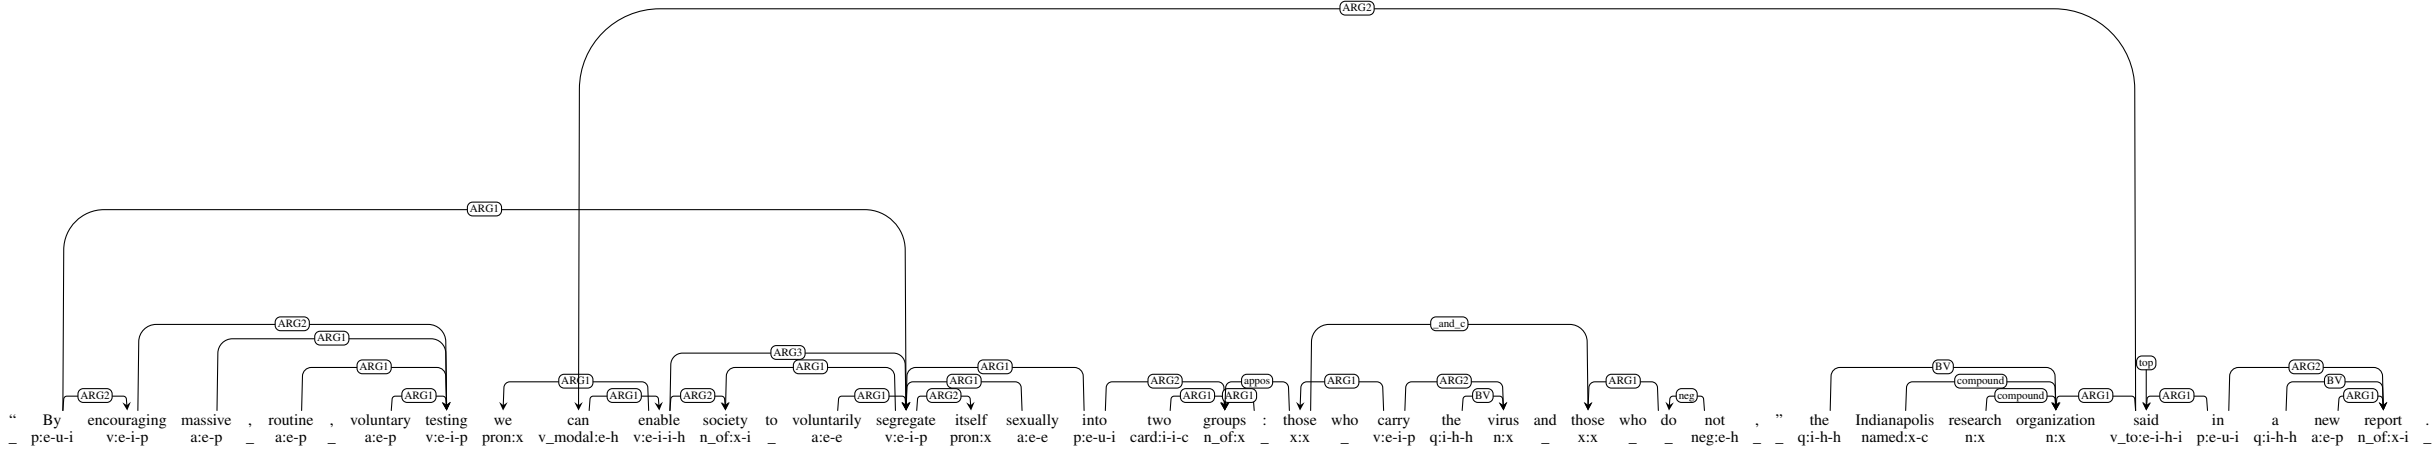 ARG2
ARG1
ARG2
ARG1
ARG3
top
ARG1 ARG1 BV ARG2
ARG1 ARG1 ARG2 appos ARG1 ARG2 _and_c ARG1 compound BV
ARG2 ARG1 ARG1 ARG2 ARG1 ARG2 ARG1 ARG1 BV neg compound ARG1 ARG1 ARG1
“ By encouraging massive , routine , voluntary testing we can enable society to voluntarily segregate itself sexually into two groups : those who carry the virus and those who do not , ” the Indianapolis research organization said in a new report .
_ p:e-u-i v:e-i-p a:e-p _ a:e-p _ a:e-p v:e-i-p pron:x v_modal:e-h v:e-i-i-h n_of:x-i _ a:e-e v:e-i-p pron:x a:e-e p:e-u-i card:i-i-c n_of:x _ x:x _ v:e-i-p q:i-h-h n:x _ x:x _ _ neg:e-h _ _ q:i-h-h named:x-c n:x n:x v_to:e-i-h-i p:e-u-i q:i-h-h a:e-p n_of:x-i _